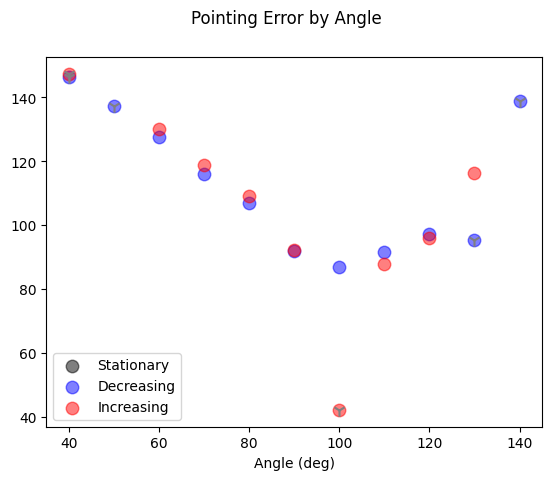 Pointing Error by Angle
140
120
100
80
60
40
Stationary
Decreasing
Increasing
40 60 80 100 120 140
Angle (deg)